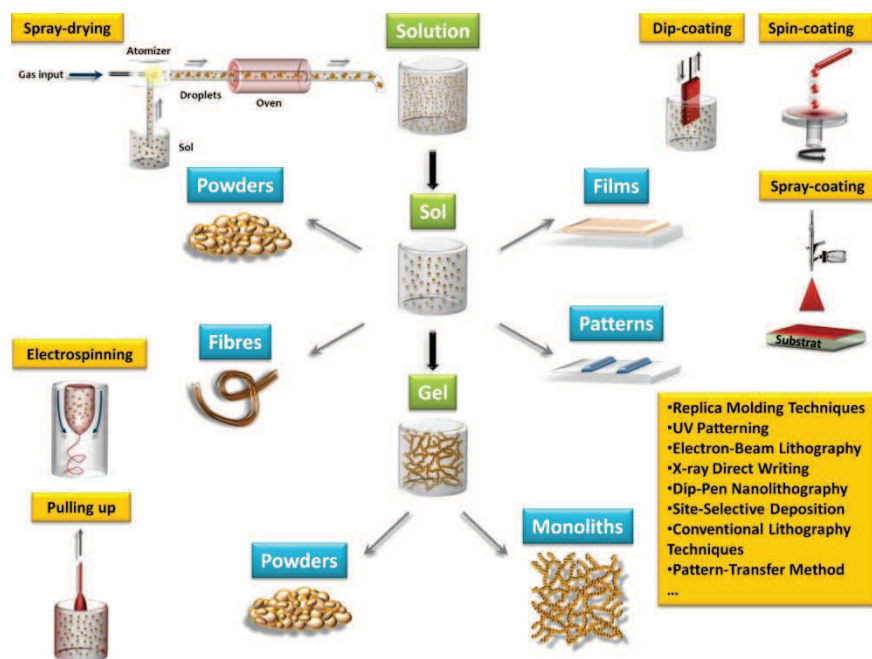 Spray-drying
Atomizer
Gas input
Droplets
Oven
Sol
Solution
Dip-coating
Spin-coating
Powders
Sol
Films
Spray-coating
Substrat
Fibres
Patterns
Electrospinning
Gel
Pulling up
Powders
Monoliths
•Replica Molding Techniques
•UV Patterning
•Electron-Beam Lithography
•X-ray Direct Writing
•Dip-Pen Nanolithography
•Site-Selective Deposition
•Conventional Lithography
Techniques
•Pattern-Transfer Method
...